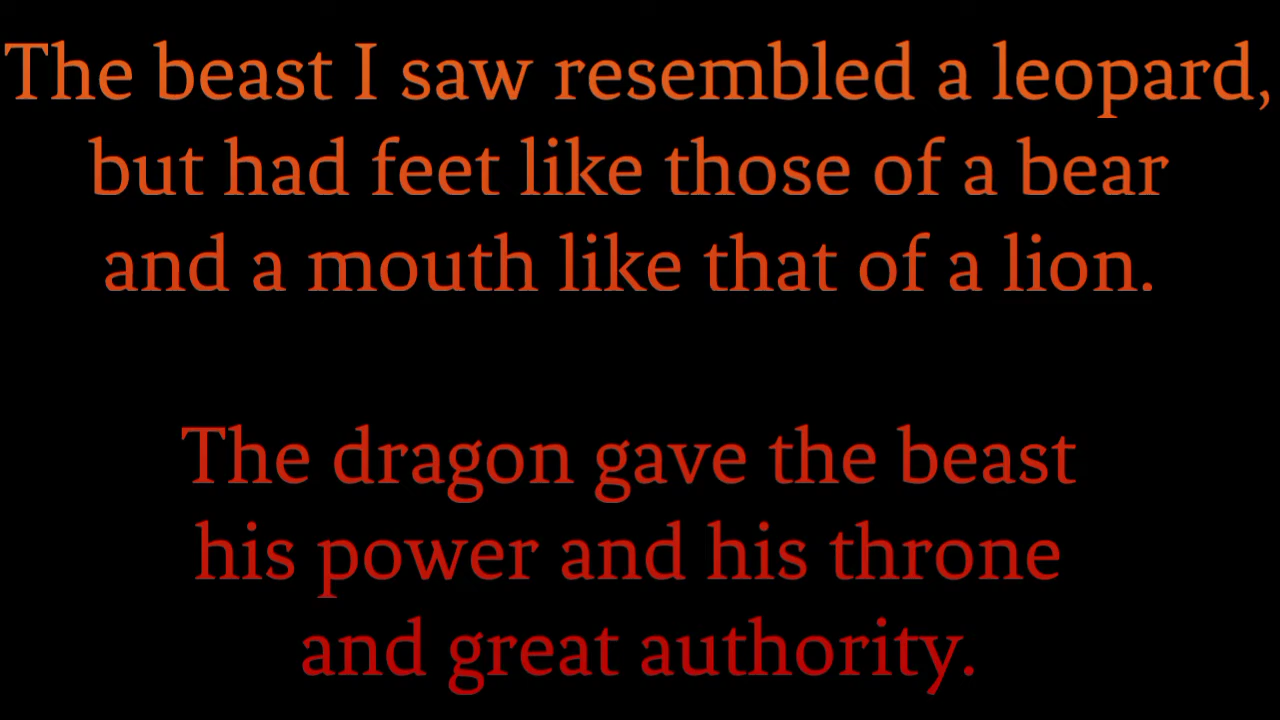 The beast I saw resembled a leopard,
but had feet like those of a bear
and a mouth like that of a lion.
The dragon gave the beast
his power and his throne
and great authority.